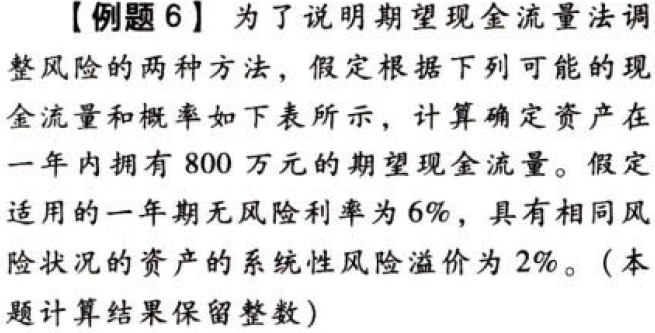 【例题 6】 为了说明期望现金流量法调
整风险的两种方法，假定根据下列可能的现
金流量和概率如下表所示，计算确定资产在
一年内拥有 800 万元的期望现金流量。假定
适用的一年期无风险利率为 6%，具有相同风
险状况的资产的系统性风险溢价为 2%。（本
题计算结果保留整数）